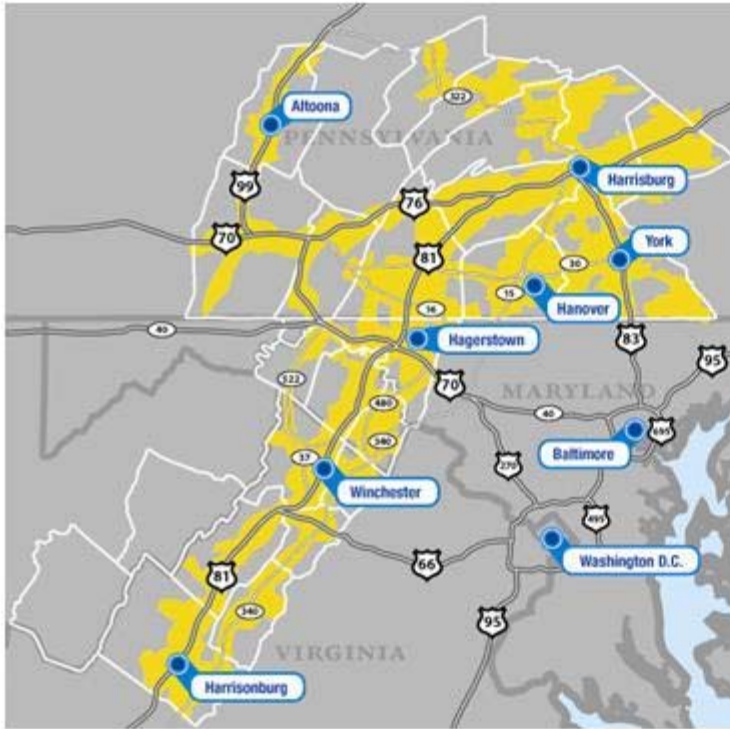 Altoona
322
PENNSYLVANIA
Harrisburg
99
76
70
81
York
30
15
Hanover
16
40
Hagerstown
83
95
522
70
MARYLAND
480
40
340
695
Baltimore
37
270
Winchester
495
66
Washington D.C.
81
340
95
VIRGINIA
Harrisonburg